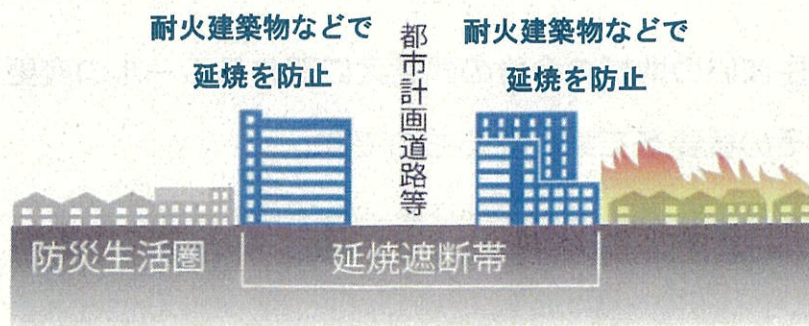 耐火建築物などで
延焼を防止
都市計画道路等
耐火建築物などで
延焼を防止
防災生活圏
延焼遮断帯